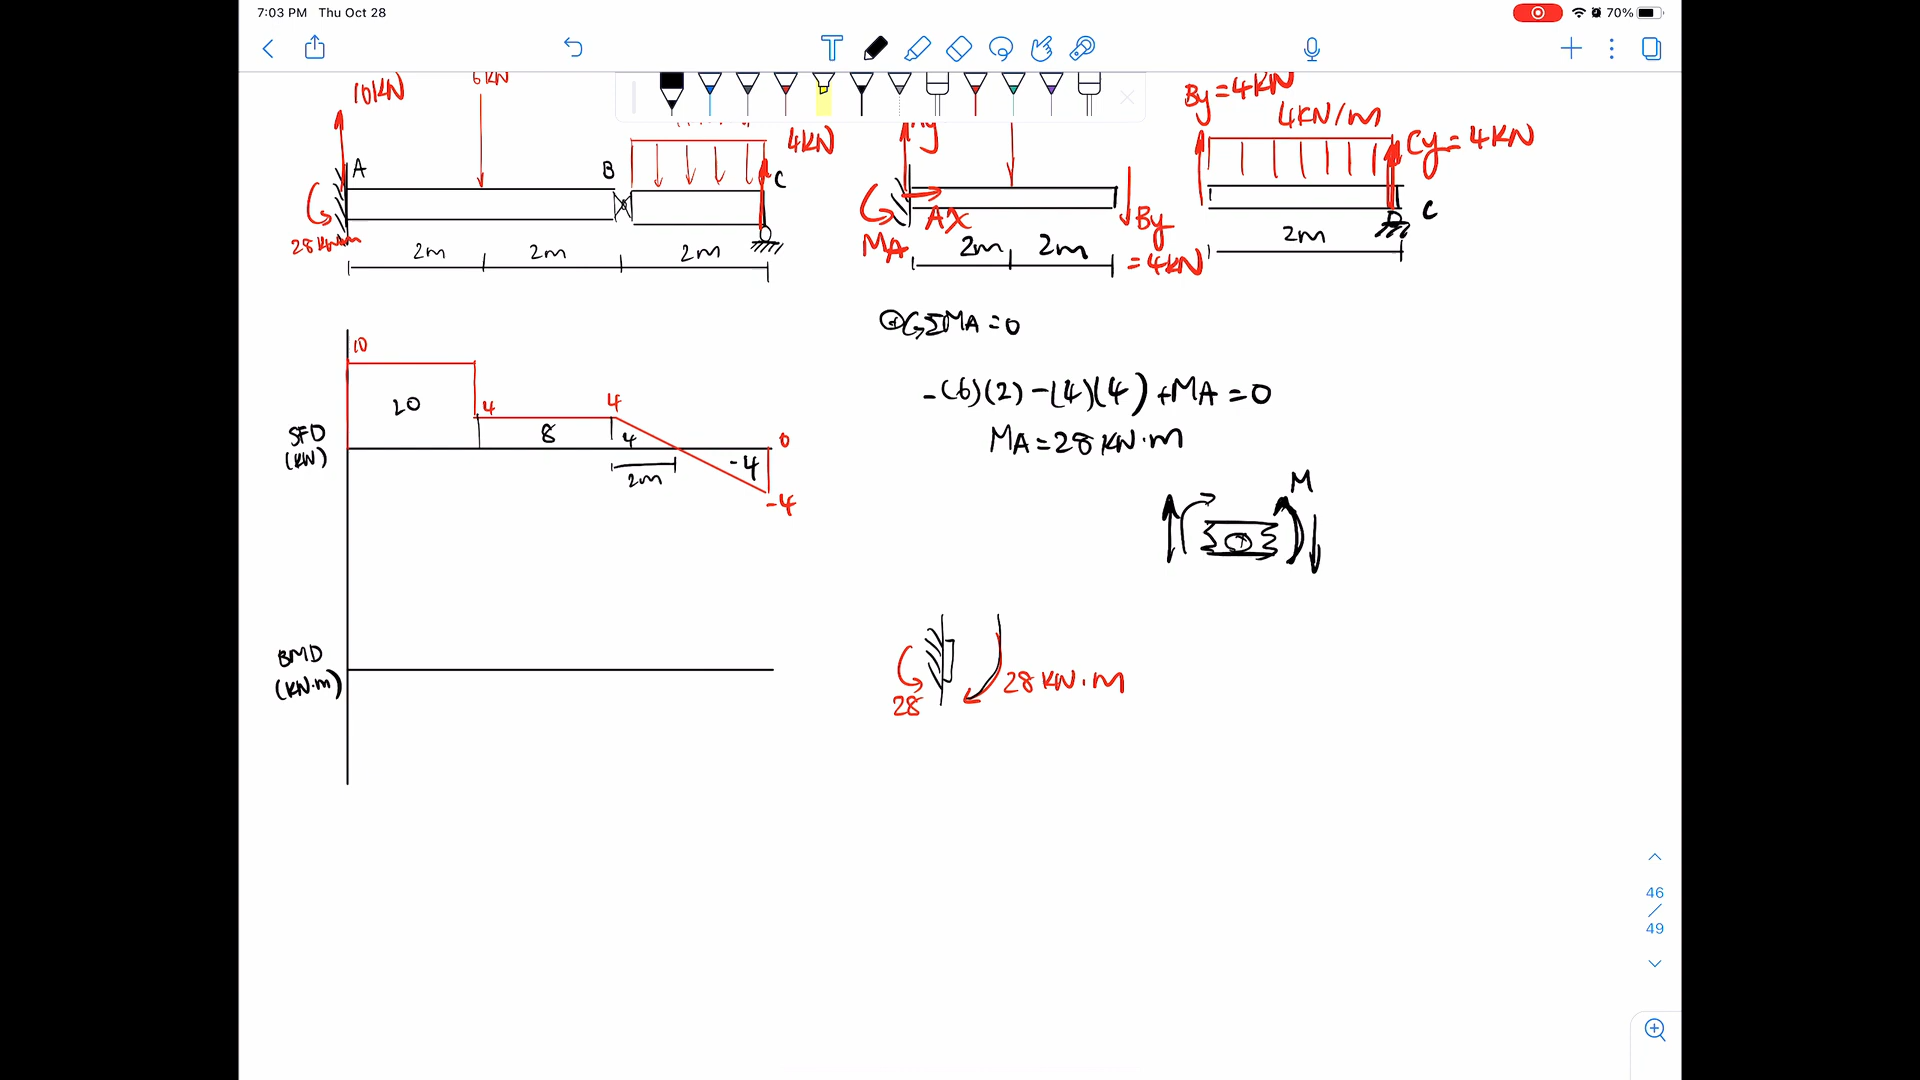 7:03 PM Thu Oct 28
70%
10KN
6KN
4KN
A
B
C
28KN·m
2m
2m
2m
Ay
MA
AX
By
= 4KN
2m
2m
By = 4KN
4KN/m
Cy = 4KN
C
2m
+ΣMA = 0
-(6)(2) -(4)(4) +MA = 0
MA = 28 KN·m
SFD
(KN)
10
20
4
8
4
4
2m
-4
0
-4
M
+
BMD
(KN·m)
28
28 KN·m
46
49